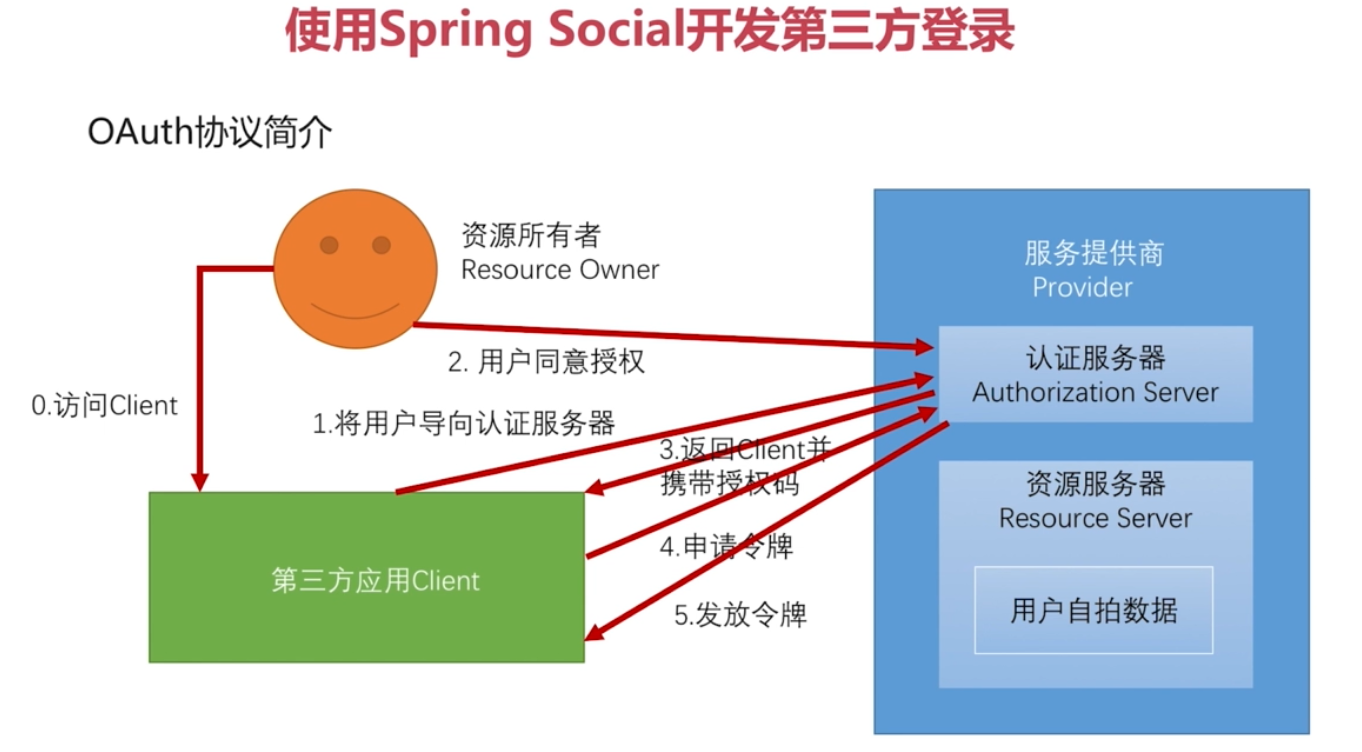 使用Spring Social开发第三方登录
OAuth协议简介
资源所有者
Resource Owner
服务提供商
Provider
认证服务器
Authorization Server
2. 用户同意授权
0.访问Client
1.将用户导向认证服务器
3.返回Client并
携带授权码
资源服务器
Resource Server
4.申请令牌
第三方应用Client
5.发放令牌
用户自拍数据